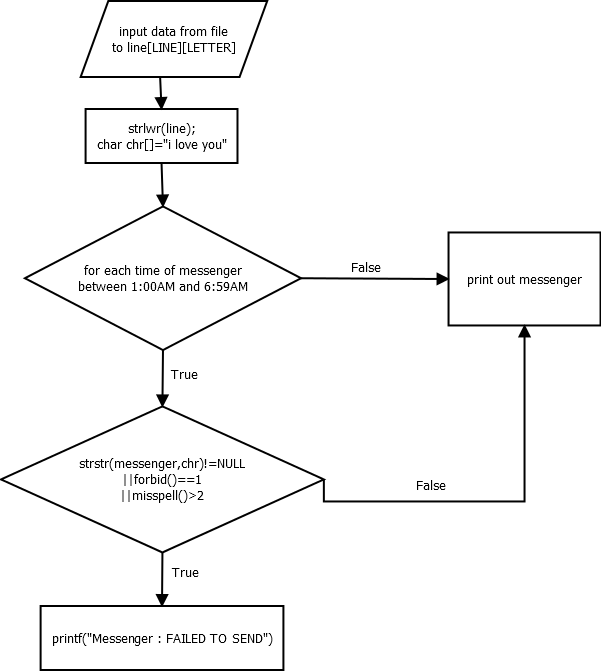 input data from file
to line[LINE][LETTER]
strlwr(line);
char chr[]="i love you"
for each time of messenger
between 1:00AM and 6:59AM
False
print out messenger
True
strstr(messenger,chr)!=NULL
||forbid()==1
||misspell()>2
False
True
printf("Messenger : FAILED TO SEND")